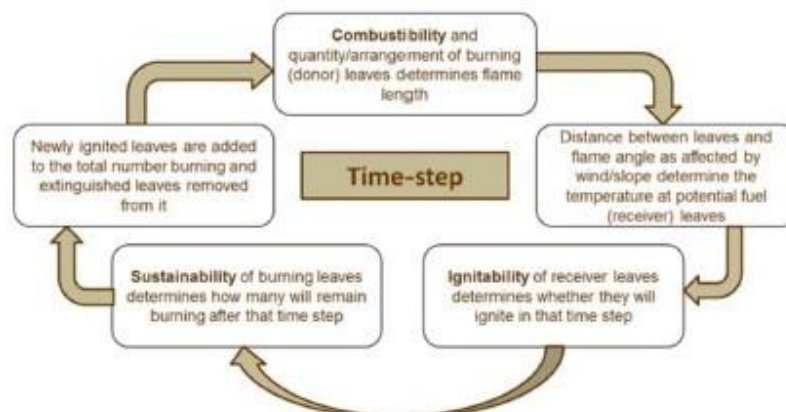 Combustibility and
quantity/arrangement of burning
(donor) leaves determines flame
length
Distance between leaves and
flame angle as affected by
wind/slope determine the
temperature at potential fuel
(receiver) leaves
Ignitability of receiver leaves
determines whether they will
ignite in that time step
Sustainability of burning leaves
determines how many will remain
burning after that time step
Newly ignited leaves are added
to the total number burning and
extinguished leaves removed
from it
Time-step